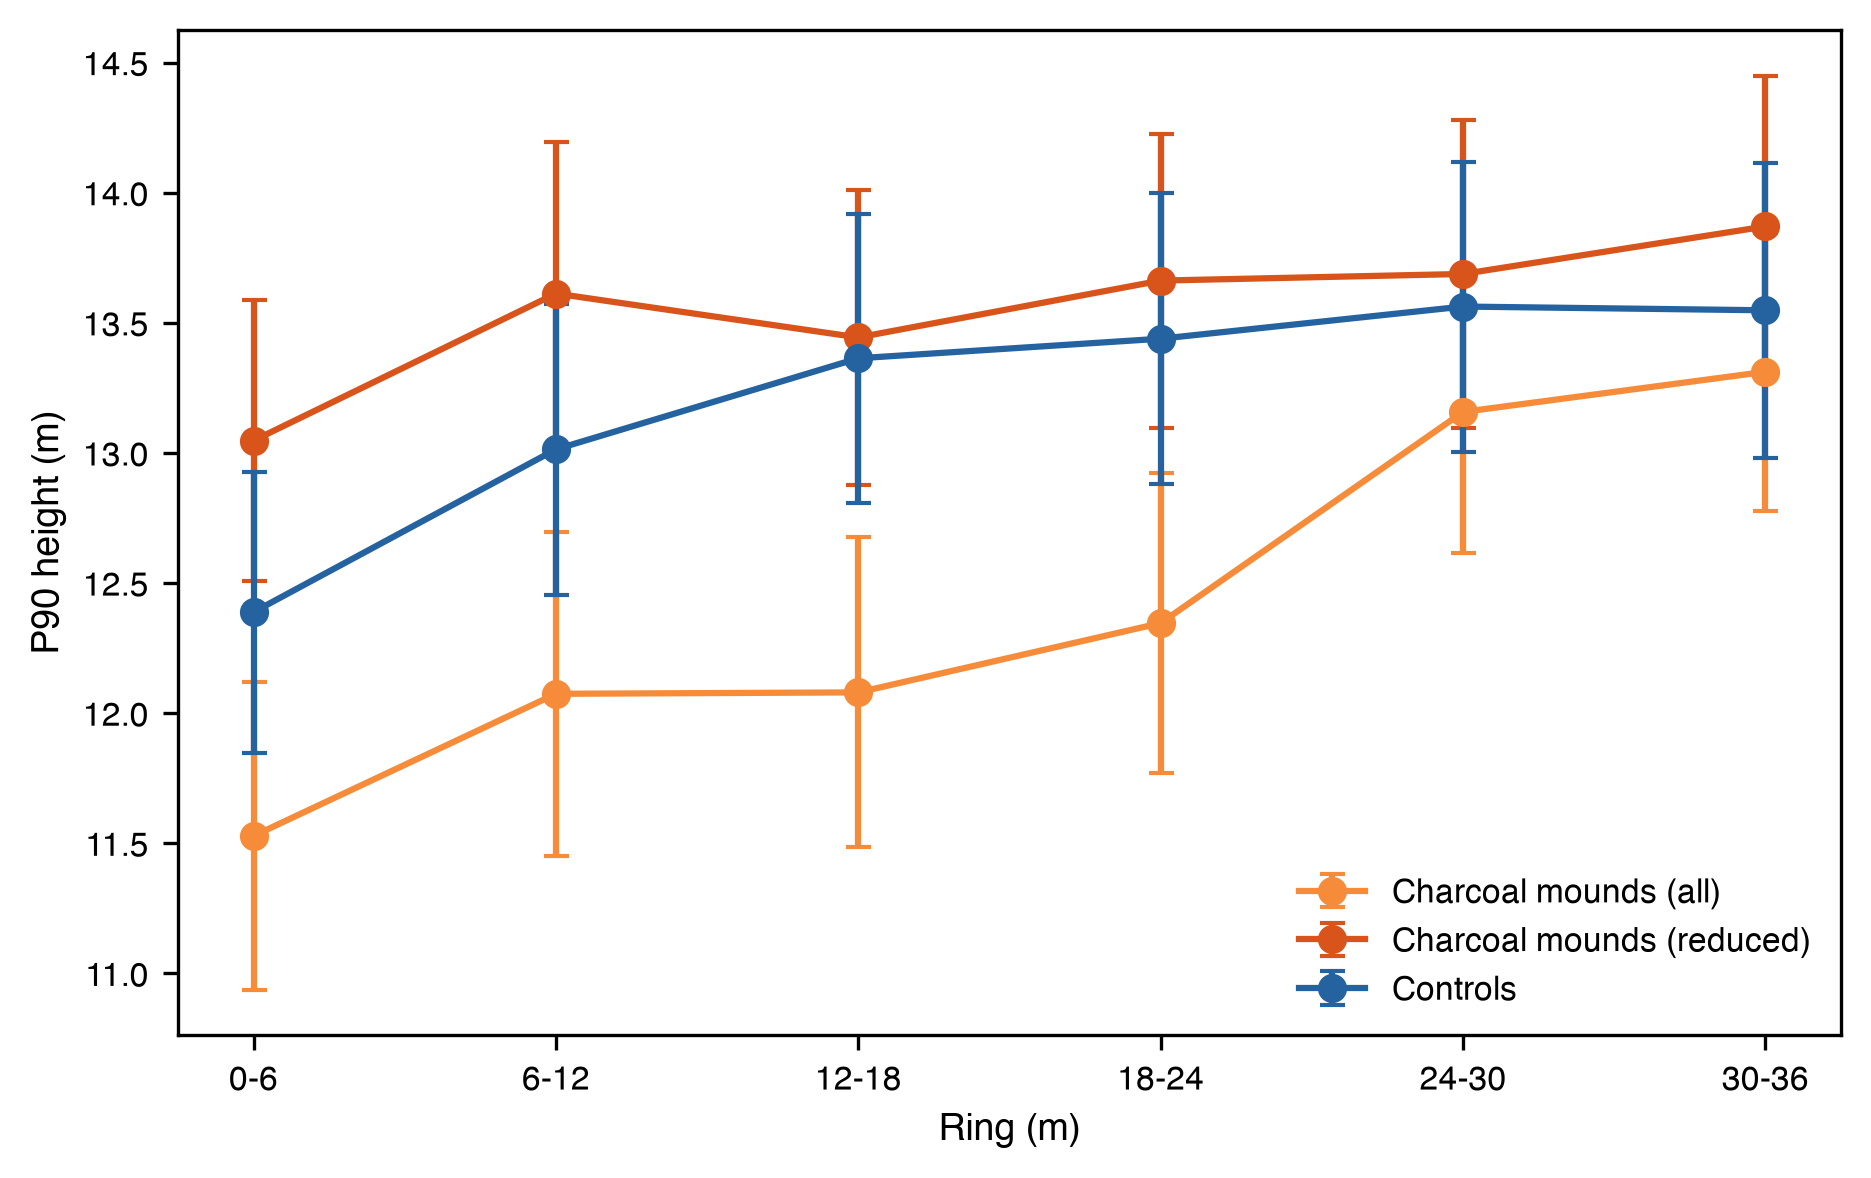 14.5
14.0
13.5
13.0
12.5
12.0
11.5
11.0
P90 height (m)
0-6
6-12
12-18
18-24
24-30
30-36
Ring (m)
Charcoal mounds (all)
Charcoal mounds (reduced)
Controls